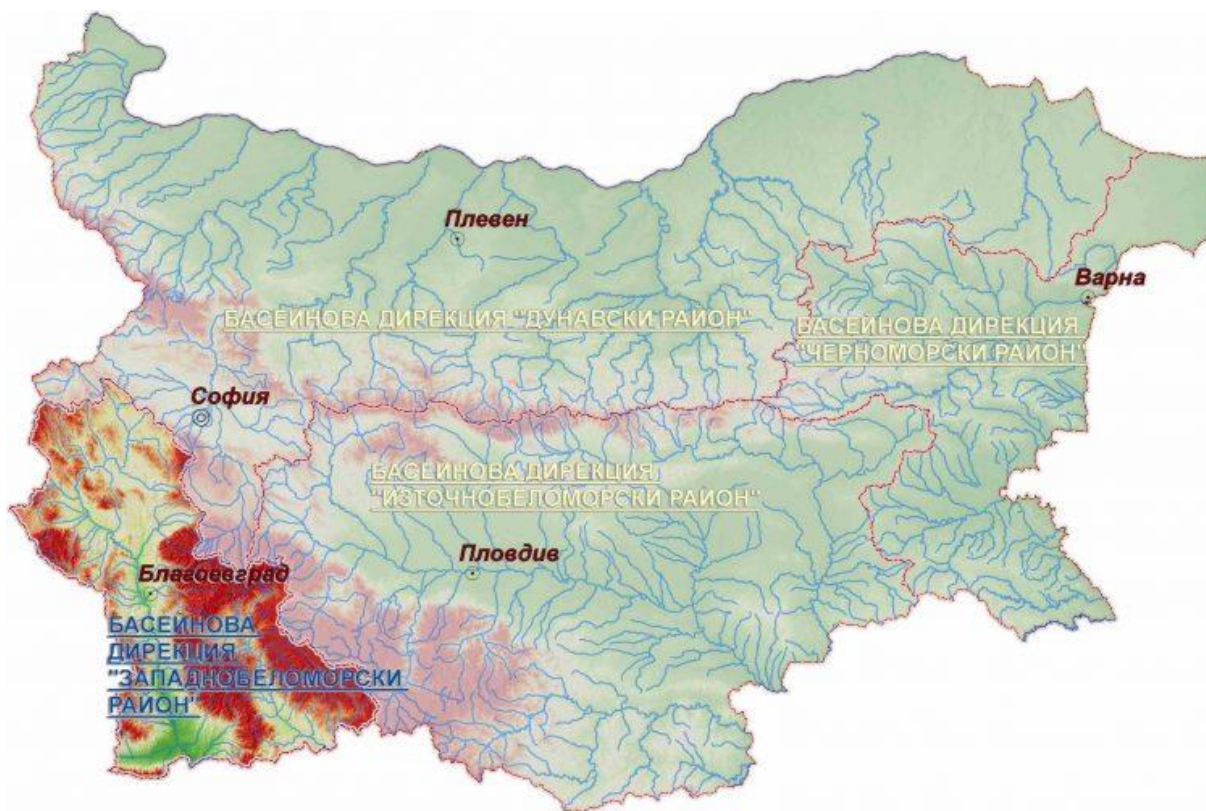 Плевен
Варна
БАСЕЙНОВА ДИРЕКЦИЯ "ДУНАВСКИ РАЙОН"
БАСЕЙНОВА ДИРЕКЦИЯ
"ЧЕРНОМОРСКИ РАЙОН"
София
БАСЕЙНОВА ДИРЕКЦИЯ
"ИЗТОЧНОБЕЛОМОРСКИ РАЙОН"
Пловдив
Благоевград
БАСЕЙНОВА
ДИРЕКЦИЯ
"ЗАПАДНОБЕЛОМОРСКИ
РАЙОН"